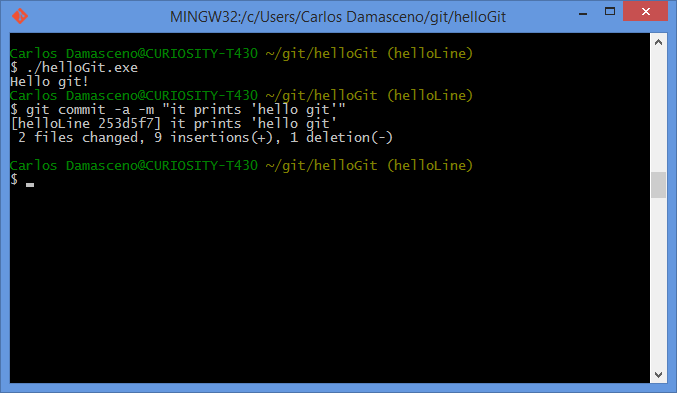 MINGW32:/c/Users/Carlos Damasceno/git/helloGit
Carlos Damasceno@CURIOSITY-T430 ~/git/helloGit (helloLine)
$ ./helloGit.exe
Hello git!
Carlos Damasceno@CURIOSITY-T430 ~/git/helloGit (helloLine)
$ git commit -a -m "it prints 'hello git'"
[helloLine 253d5f7] it prints 'hello git'
 2 files changed, 9 insertions(+), 1 deletion(-)
Carlos Damasceno@CURIOSITY-T430 ~/git/helloGit (helloLine)
$